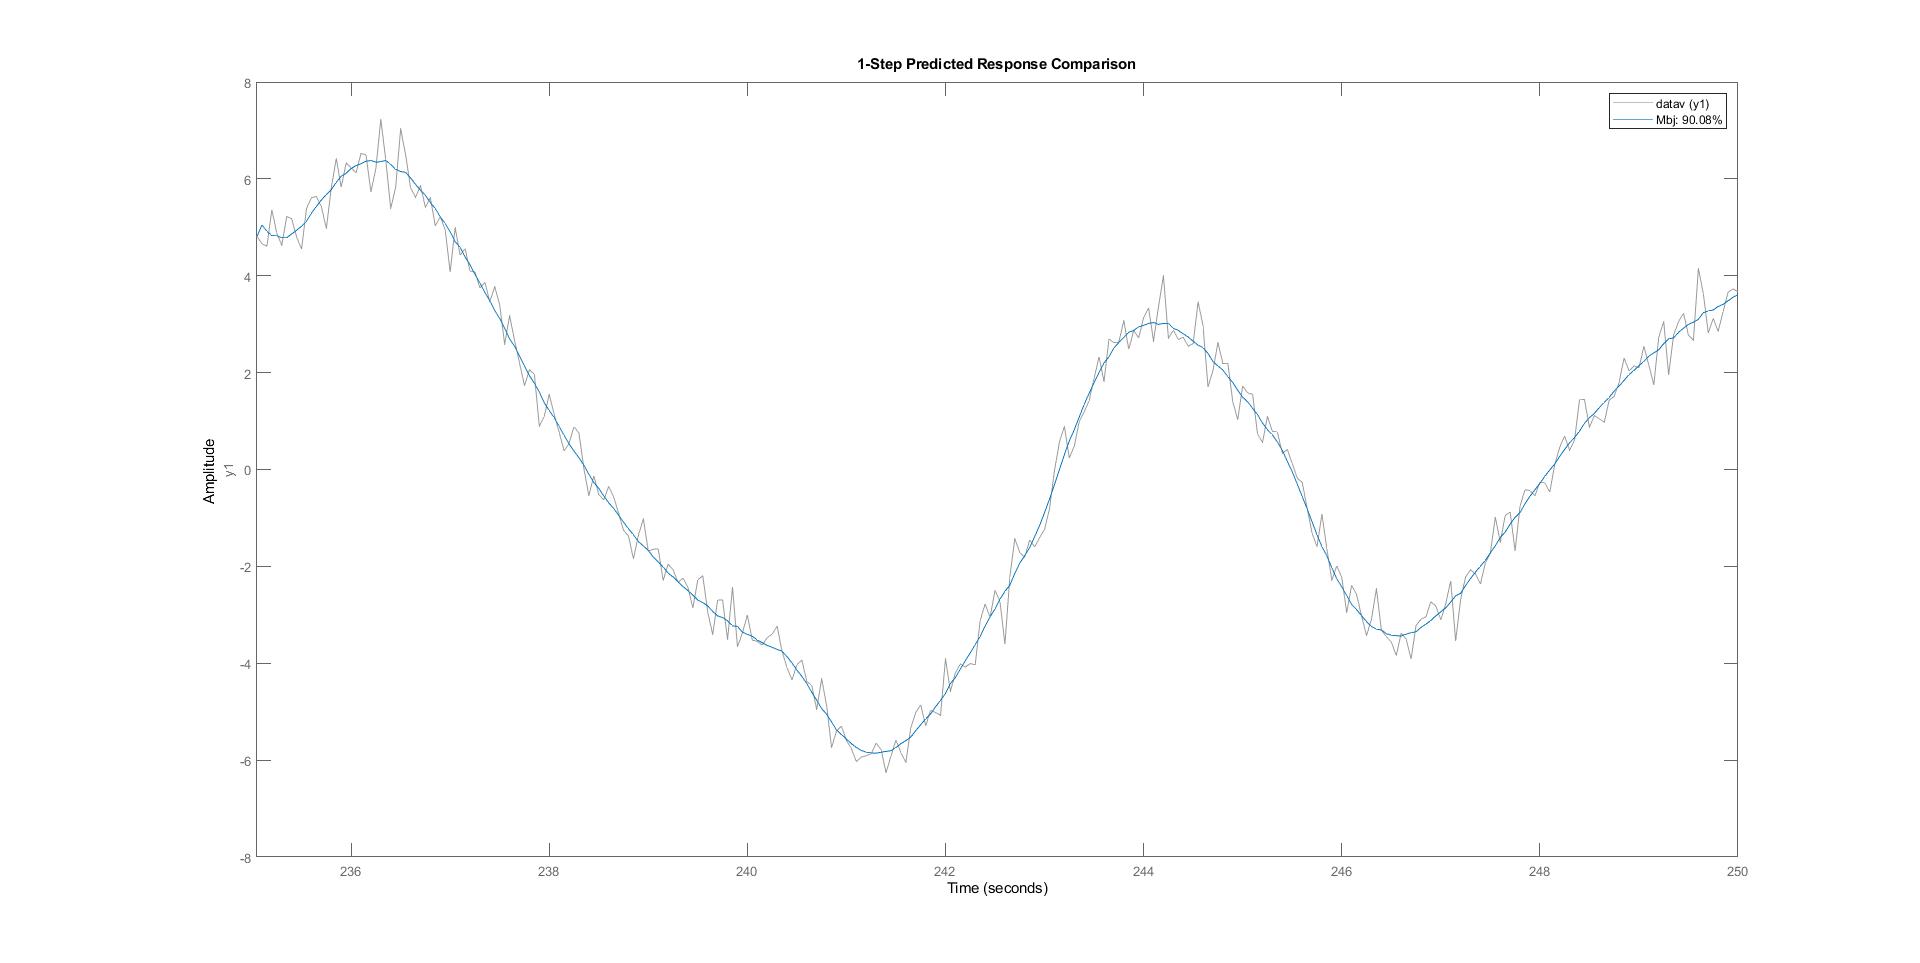 1-Step Predicted Response Comparison
datav (y1)
Mbj: 90.08%
8
6
4
2
0
-2
-4
-6
-8
Amplitude
y1
236
238
240
242
244
246
248
250
Time (seconds)